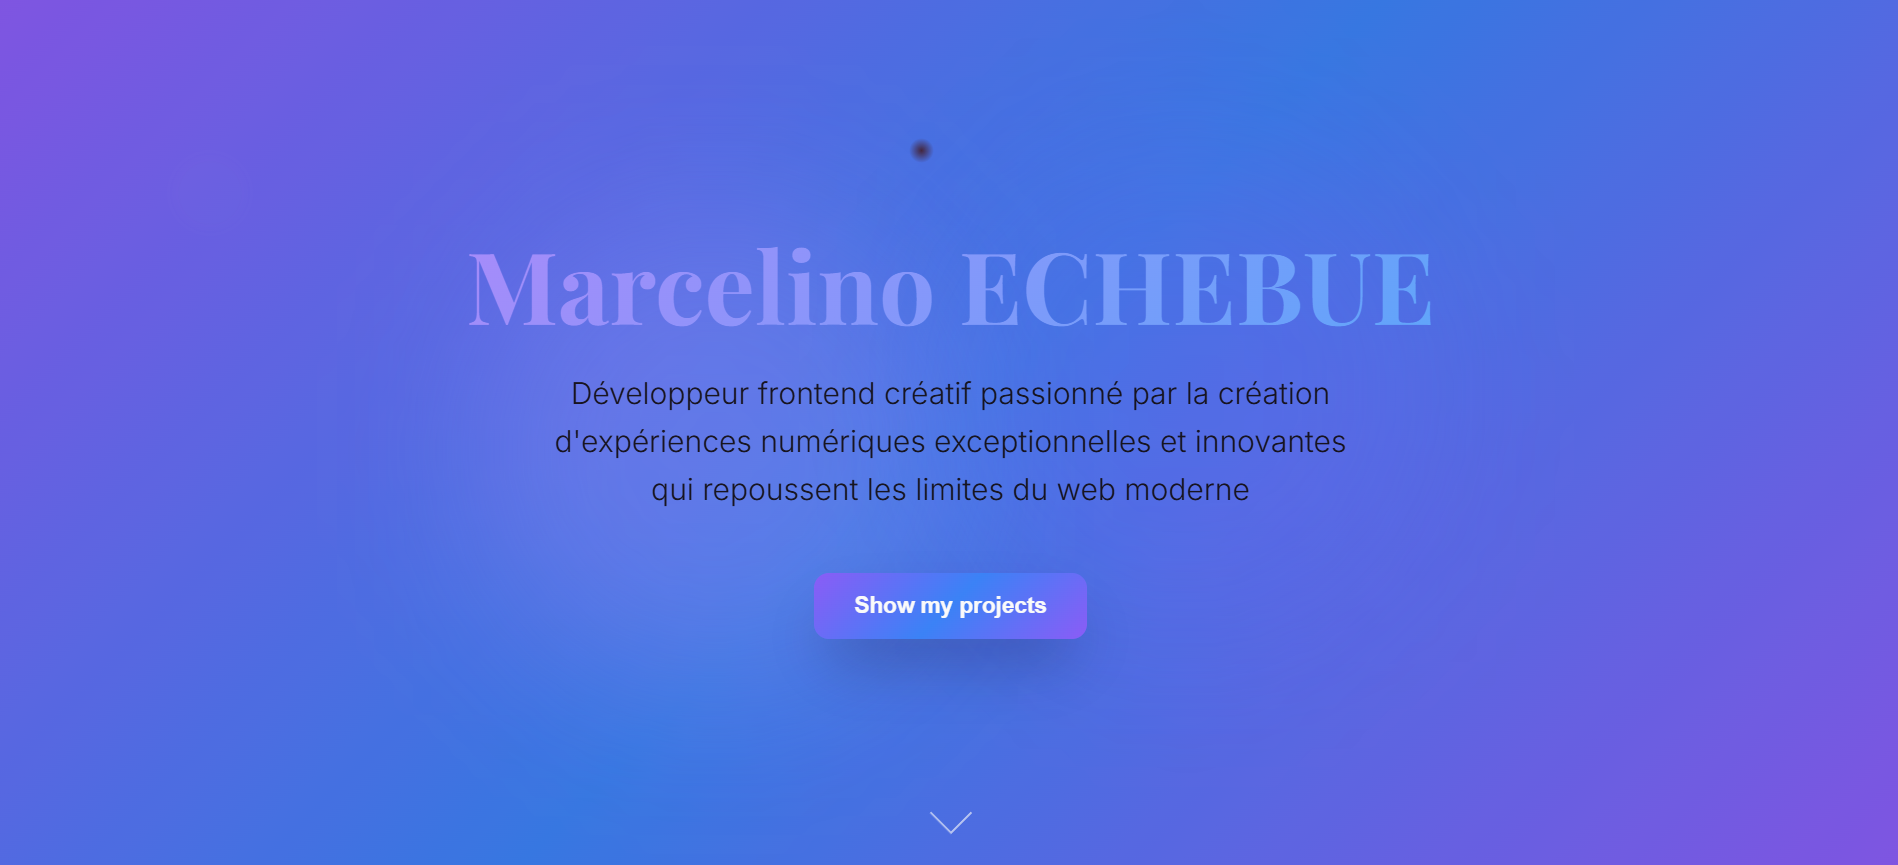 Marcelino ECHEBUE
Développeur frontend créatif passionné par la création
d'expériences numériques exceptionnelles et innovantes
qui repoussent les limites du web moderne
Show my projects